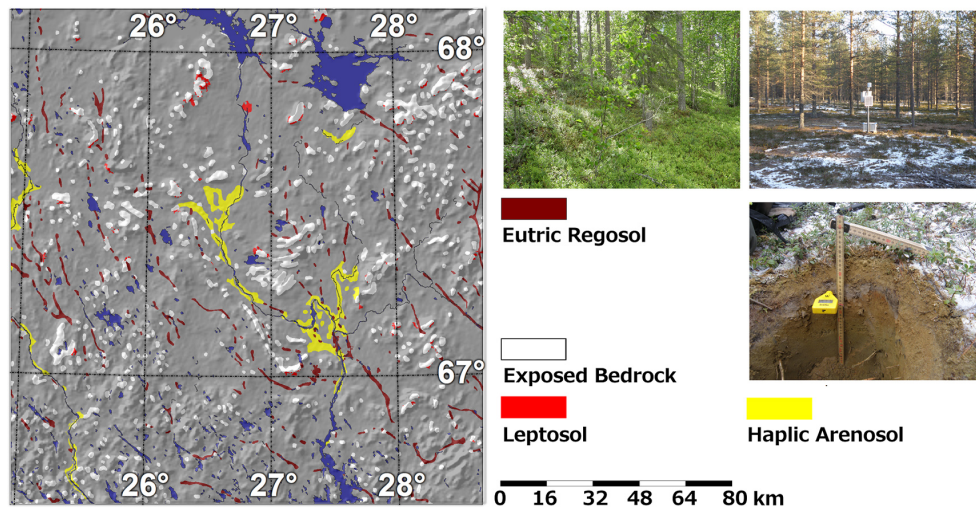 26° 27° 28°
68°
67°
26° 27° 28°
Eutric Regosol
Exposed Bedrock
Leptosol
Haplic Arenosol
0 16 32 48 64 80 km